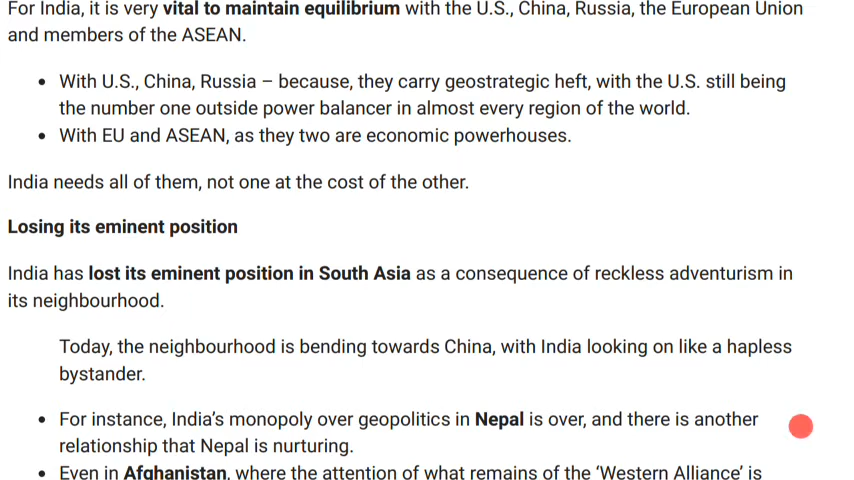 For India, it is very vital to maintain equilibrium with the U.S., China, Russia, the European Union
and members of the ASEAN.
• With U.S., China, Russia – because, they carry geostrategic heft, with the U.S. still being
the number one outside power balancer in almost every region of the world.
• With EU and ASEAN, as they two are economic powerhouses.
India needs all of them, not one at the cost of the other.
Losing its eminent position
India has lost its eminent position in South Asia as a consequence of reckless adventurism in
its neighbourhood.
Today, the neighbourhood is bending towards China, with India looking on like a hapless
bystander.
• For instance, India’s monopoly over geopolitics in Nepal is over, and there is another
relationship that Nepal is nurturing.
• Even in Afghanistan, where the attention of what remains of the ‘Western Alliance’ is